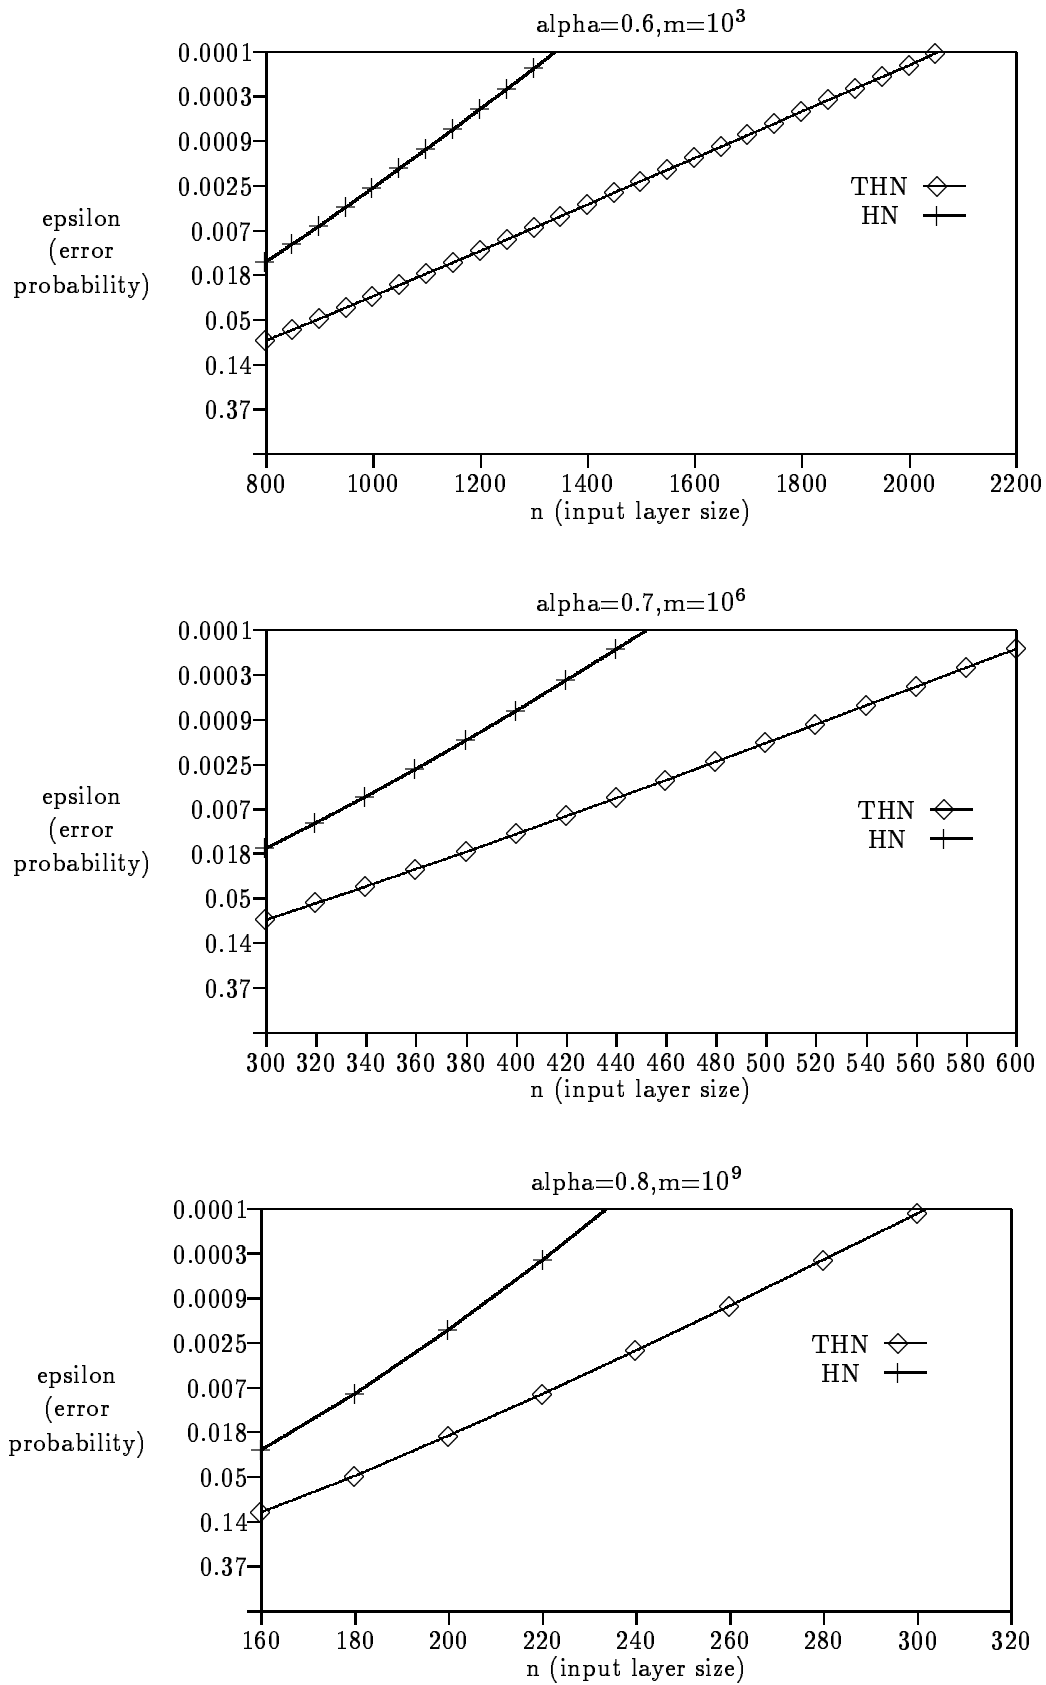 alpha=0.6,m=10³
0.0001
0.0003
0.0009
0.0025
0.007
0.018
0.05
0.14
0.37
epsilon
(error
probability)
THN
HN
800 1000 1200 1400 1600 1800 2000 2200
n (input layer size)
alpha=0.7,m=10⁶
0.0001
0.0003
0.0009
0.0025
0.007
0.018
0.05
0.14
0.37
epsilon
(error
probability)
THN
HN
300 320 340 360 380 400 420 440 460 480 500 520 540 560 580 600
n (input layer size)
alpha=0.8,m=10⁹
0.0001
0.0003
0.0009
0.0025
0.007
0.018
0.05
0.14
0.37
epsilon
(error
probability)
THN
HN
160 180 200 220 240 260 280 300 320
n (input layer size)